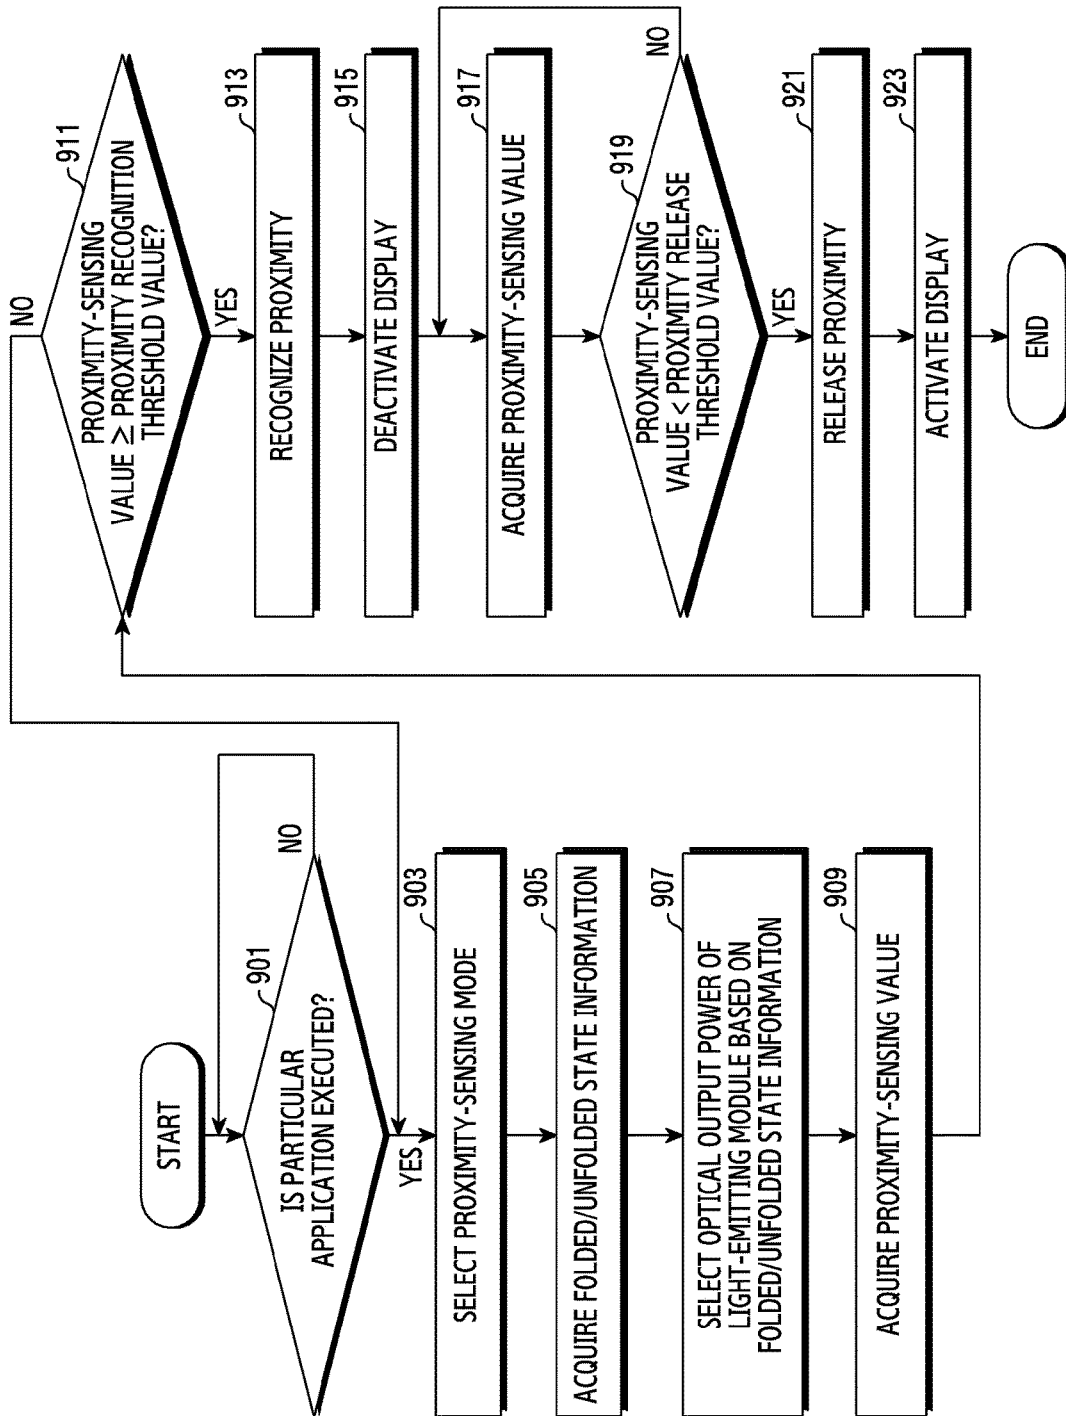 START
901
IS PARTICULAR
APPLICATION EXECUTED?
NO
YES
903
SELECT PROXIMITY-SENSING MODE
905
ACQUIRE FOLDED/UNFOLDED STATE INFORMATION
907
SELECT OPTICAL OUTPUT POWER OF
LIGHT-EMITTING MODULE BASED ON
FOLDED/UNFOLDED STATE INFORMATION
909
ACQUIRE PROXIMITY-SENSING VALUE
NO
911
PROXIMITY-SENSING
VALUE ≥ PROXIMITY RECOGNITION
THRESHOLD VALUE?
YES
913
RECOGNIZE PROXIMITY
915
DEACTIVATE DISPLAY
917
ACQUIRE PROXIMITY-SENSING VALUE
919
PROXIMITY-SENSING
VALUE < PROXIMITY RELEASE
THRESHOLD VALUE?
NO
YES
921
RELEASE PROXIMITY
923
ACTIVATE DISPLAY
END